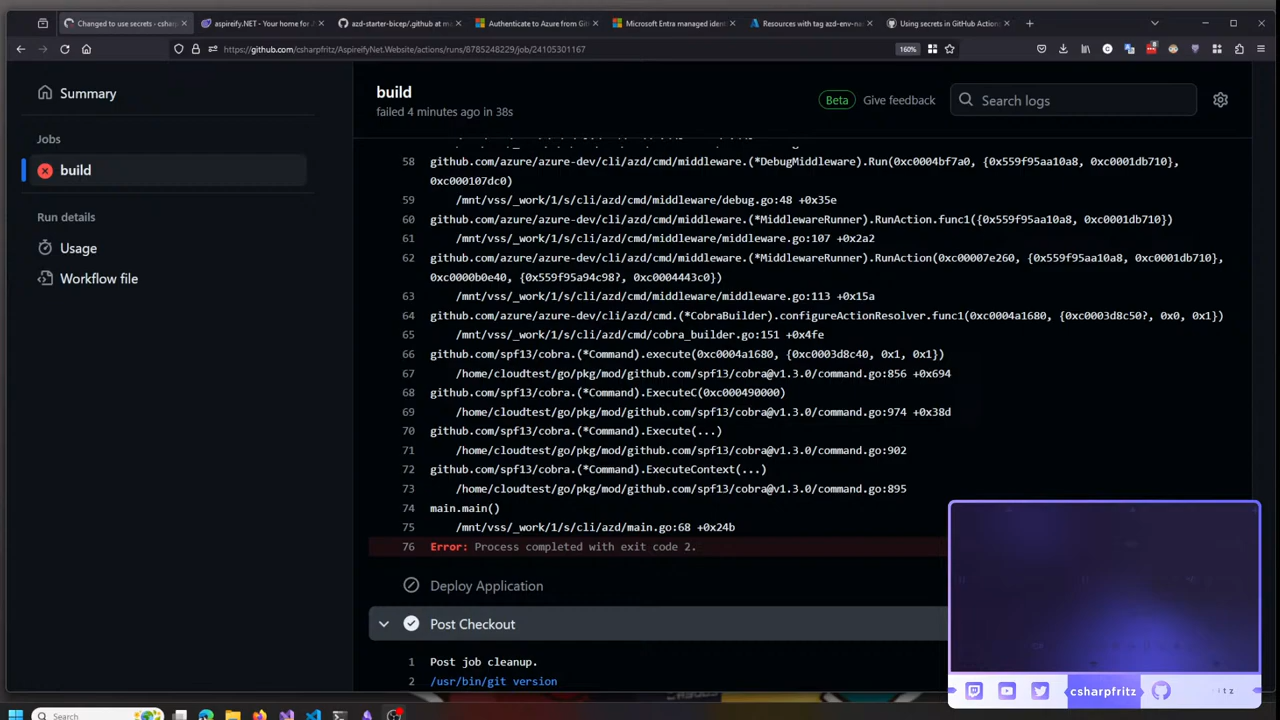 Changed to use secrets - csharp
aspireify.NET - Your home for
azd-starter-bicep/.github at m
Authenticate to Azure from Git
Microsoft Entra managed ident
Resources with tag azd-env-na
Using secrets in GitHub Action
https://github.com/csharpfritz/AspireifyNet.Website/actions/runs/8785248229/job/24105301167
160%
Summary
Jobs
build
Run details
Usage
Workflow file
build
failed 4 minutes ago in 38s
Beta
Give feedback
Search logs
58 github.com/azure/azure-dev/cli/azd/cmd/middleware.(*DebugMiddleware).Run(0xc0004bf7a0, {0x559f95aa10a8, 0xc0001db710},
0xc000107dc0)
59 /mnt/vss/_work/1/s/cli/azd/cmd/middleware/debug.go:48 +0x35e
60 github.com/azure/azure-dev/cli/azd/cmd/middleware.(*MiddlewareRunner).RunAction.func1({0x559f95aa10a8, 0xc0001db710})
61 /mnt/vss/_work/1/s/cli/azd/cmd/middleware/middleware.go:107 +0x2a2
62 github.com/azure/azure-dev/cli/azd/cmd/middleware.(*MiddlewareRunner).RunAction(0xc00007e260, {0x559f95aa10a8, 0xc0001db710},
0xc0000b0e40, {0x559f95a94c98?, 0xc0004443c0})
63 /mnt/vss/_work/1/s/cli/azd/cmd/middleware/middleware.go:113 +0x15a
64 github.com/azure/azure-dev/cli/azd/cmd.(*CobraBuilder).configureActionResolver.func1(0xc0004a1680, {0xc0003d8c50?, 0x0, 0x1})
65 /mnt/vss/_work/1/s/cli/azd/cmd/cobra_builder.go:151 +0x4fe
66 github.com/spf13/cobra.(*Command).execute(0xc0004a1680, {0xc0003d8c40, 0x1, 0x1})
67 /home/cloudtest/go/pkg/mod/github.com/spf13/cobra@v1.3.0/command.go:856 +0x694
68 github.com/spf13/cobra.(*Command).ExecuteC(0xc000490000)
69 /home/cloudtest/go/pkg/mod/github.com/spf13/cobra@v1.3.0/command.go:974 +0x38d
70 github.com/spf13/cobra.(*Command).Execute(...)
71 /home/cloudtest/go/pkg/mod/github.com/spf13/cobra@v1.3.0/command.go:902
72 github.com/spf13/cobra.(*Command).ExecuteContext(...)
73 /home/cloudtest/go/pkg/mod/github.com/spf13/cobra@v1.3.0/command.go:895
74 main.main()
75 /mnt/vss/_work/1/s/cli/azd/main.go:68 +0x24b
76 Error: Process completed with exit code 2.
Deploy Application
Post Checkout
1 Post job cleanup.
2 /usr/bin/git version
csharpfritz
Search